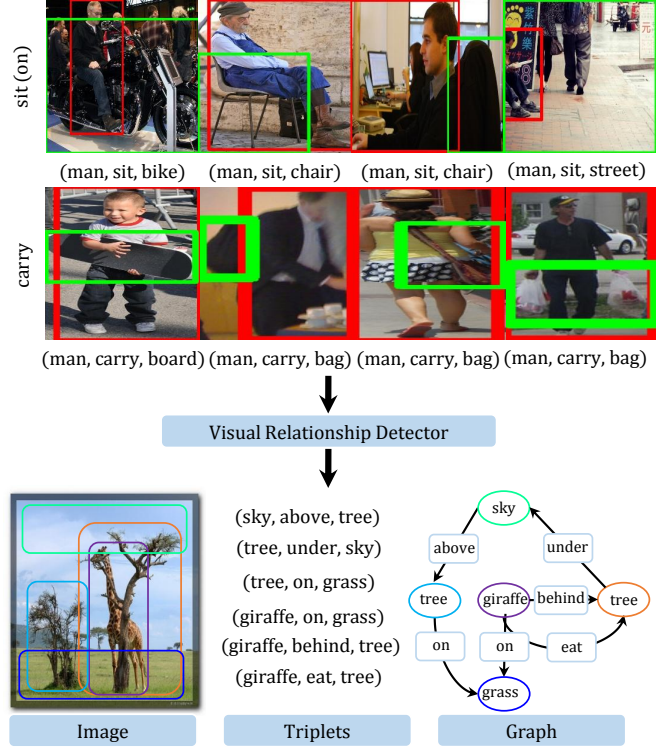 sit (on)
紫
樂
元
(man, sit, bike) (man, sit, chair) (man, sit, chair) (man, sit, street)
carry
(man, carry, board) (man, carry, bag) (man, carry, bag) (man, carry, bag)
Visual Relationship Detector
(sky, above, tree)
(tree, under, sky)
(tree, on, grass)
(giraffe, on, grass)
(giraffe, behind, tree)
(giraffe, eat, tree)
sky
above
under
tree
giraffe
behind
tree
on
on
eat
grass
Image
Triplets
Graph